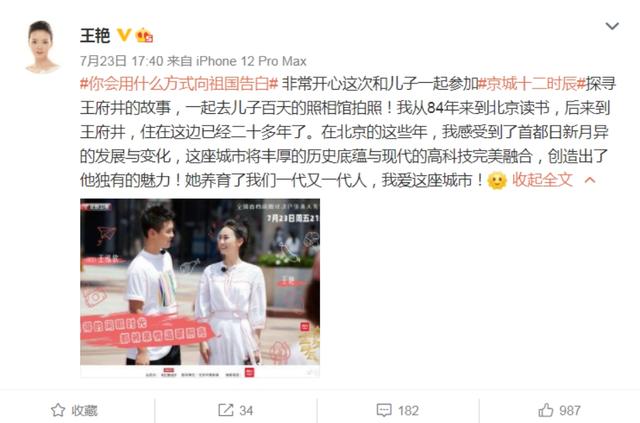 王艳
7月23日 17:40 来自 iPhone 12 Pro Max
#你会用什么方式向祖国告白# 非常开心这次和儿子一起参加#京城十二时辰#探寻
王府井的故事，一起去儿子百天的照相馆拍照！我从84年来到北京读书，后来到
王府井，住在这边已经二十多年了。在北京的这些年，我感受到了首都日新月异
的发展与变化，这座城市将丰厚的历史底蕴与现代的高科技完美融合，创造出了
他独有的魅力！她养育了我们一代又一代人，我爱这座城市！ 收起全文
7月23日周五21
王艳
收藏
34
182
987